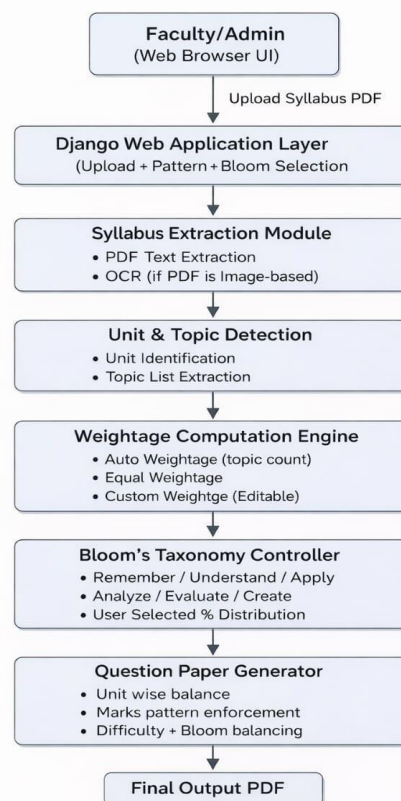 Faculty/Admin
(Web Browser UI)
Upload Syllabus PDF
Django Web Application Layer
(Upload + Pattern + Bloom Selection
Syllabus Extraction Module
• PDF Text Extraction
• OCR (if PDF is Image-based)
Unit & Topic Detection
• Unit Identification
• Topic List Extraction
Weightage Computation Engine
• Auto Weightage (topic count)
• Equal Weightage
• Custom Weightge (Editable)
Bloom's Taxonomy Controller
• Remember / Understand / Apply
• Analyze / Evaluate / Create
• User Selected % Distribution
Question Paper Generator
• Unit wise balance
• Marks pattern enforcement
• Difficulty + Bloom balancing
Final Output PDF